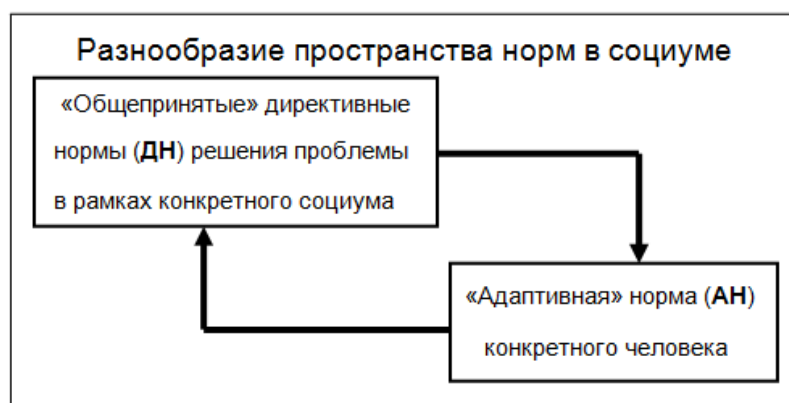 Разнообразие пространства норм в социуме
«Общепринятые» директивные
нормы (ДН) решения проблемы
в рамках конкретного социума
«Адаптивная» норма (АН)
конкретного человека